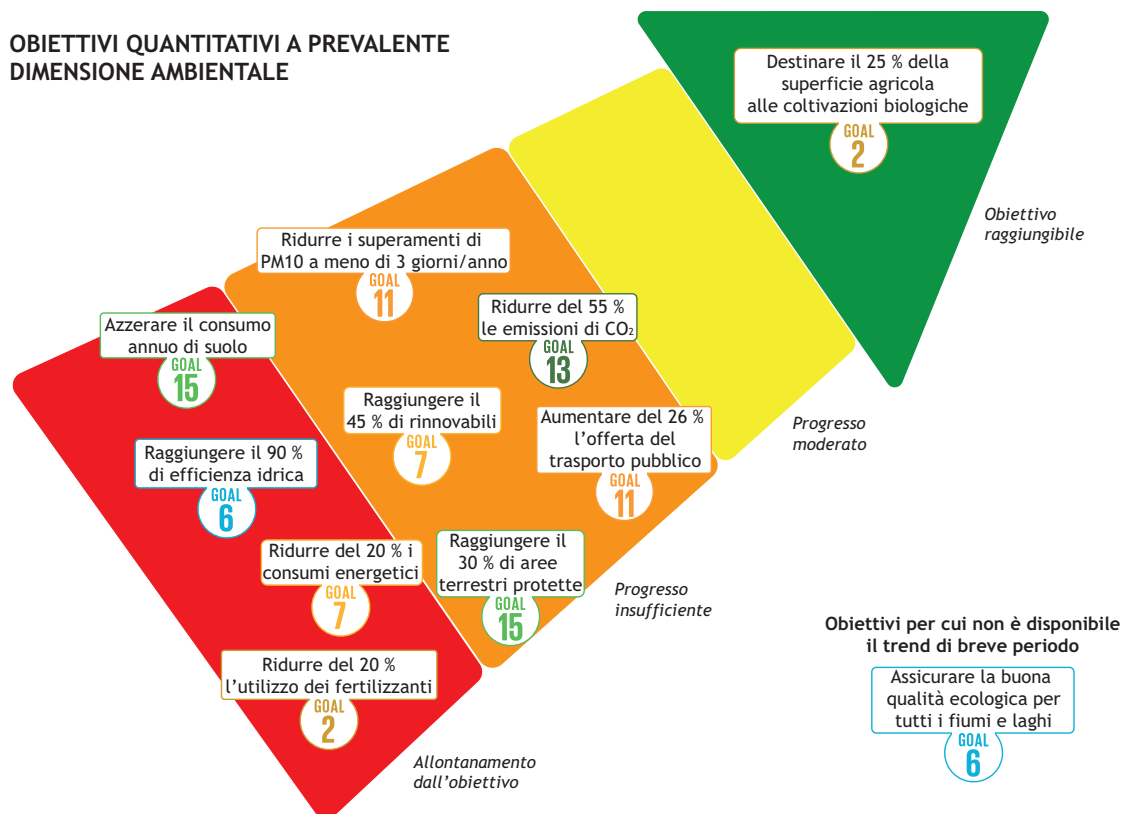 OBIETTIVI QUANTITATIVI A PREVALENTE
DIMENSIONE AMBIENTALE
Destinare il 25 % della
superficie agricola
alle coltivazioni biologiche
GOAL
2
Obiettivo
raggiungibile
Ridurre i superamenti di
PM10 a meno di 3 giorni/anno
GOAL
11
Ridurre del 55 %
le emissioni di CO₂
GOAL
13
Azzerare il consumo
annuo di suolo
GOAL
15
Raggiungere il
45 % di rinnovabili
GOAL
7
Aumentare del 26 %
l'offerta del
trasporto pubblico
GOAL
11
Progresso
moderato
Raggiungere il 90 %
di efficienza idrica
GOAL
6
Ridurre del 20 % i
consumi energetici
GOAL
7
Raggiungere il
30 % di aree
terrestri protette
GOAL
15
Progresso
insufficiente
Ridurre del 20 %
l'utilizzo dei fertilizzanti
GOAL
2
Allontanamento
dall'obiettivo
Obiettivi per cui non è disponibile
il trend di breve periodo
Assicurare la buona
qualità ecologica per
tutti i fiumi e laghi
GOAL
6